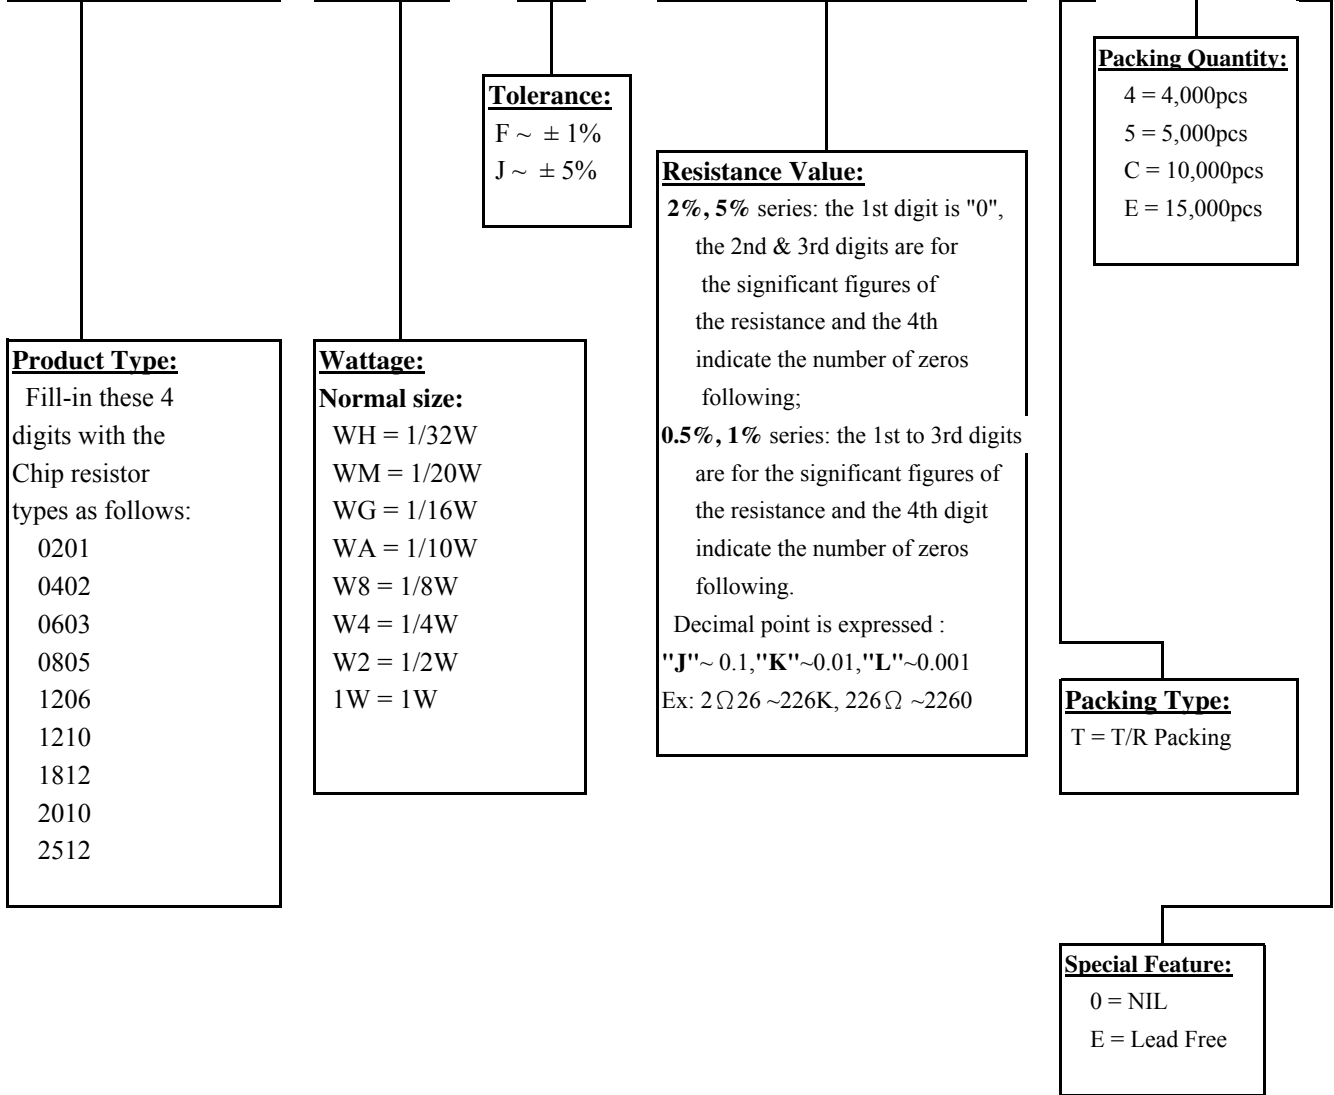 Tolerance:
F ~ ± 1%
J ~ ± 5%
Packing Quantity:
4 = 4,000pcs
5 = 5,000pcs
C = 10,000pcs
E = 15,000pcs
Resistance Value:
2%, 5% series: the 1st digit is "0",
the 2nd & 3rd digits are for
the significant figures of
the resistance and the 4th
indicate the number of zeros
following;
0.5%, 1% series: the 1st to 3rd digits
are for the significant figures of
the resistance and the 4th digit
indicate the number of zeros
following.
Decimal point is expressed :
"J"~ 0.1,"K"~0.01,"L"~0.001
Ex: 2Ω26 ~226K, 226Ω ~2260
Product Type:
Fill-in these 4
digits with the
Chip resistor
types as follows:
0201
0402
0603
0805
1206
1210
1812
2010
2512
Wattage:
Normal size:
WH = 1/32W
WM = 1/20W
WG = 1/16W
WA = 1/10W
W8 = 1/8W
W4 = 1/4W
W2 = 1/2W
1W = 1W
Packing Type:
T = T/R Packing
Special Feature:
0 = NIL
E = Lead Free